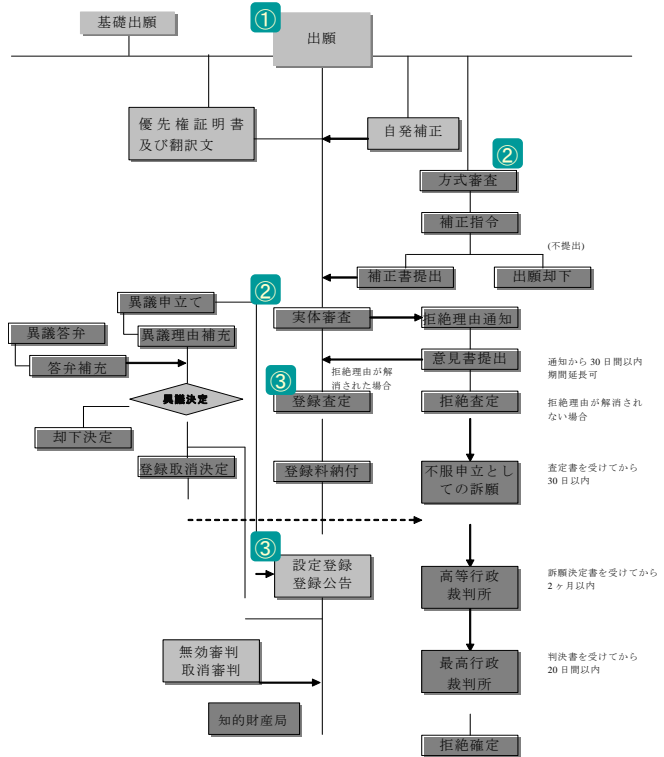 基礎出願
①
出願
優先権証明書
及び翻訳文
自発補正
②
方式審査
補正指令
(不提出)
補正書提出
出願却下
②
異議申立て
異議理由補充
異議答弁
答弁補充
実体審査
拒絶理由通知
意見書提出
通知から 30 日間以内
期間延長可
拒絶理由が解
消された場合
③
異議決定
登録査定
拒絶査定
拒絶理由が解消され
ない場合
却下決定
登録取消決定
登録料納付
不服申立とし
ての訴願
査定書を受けてから
30 日以内
③
設定登録
登録公告
高等行政
裁判所
訴願決定書を受けてから
2 ヶ月以内
無効審判
取消審判
最高行政
裁判所
判決書を受けてから
20 日間以内
知的財産局
拒絶確定